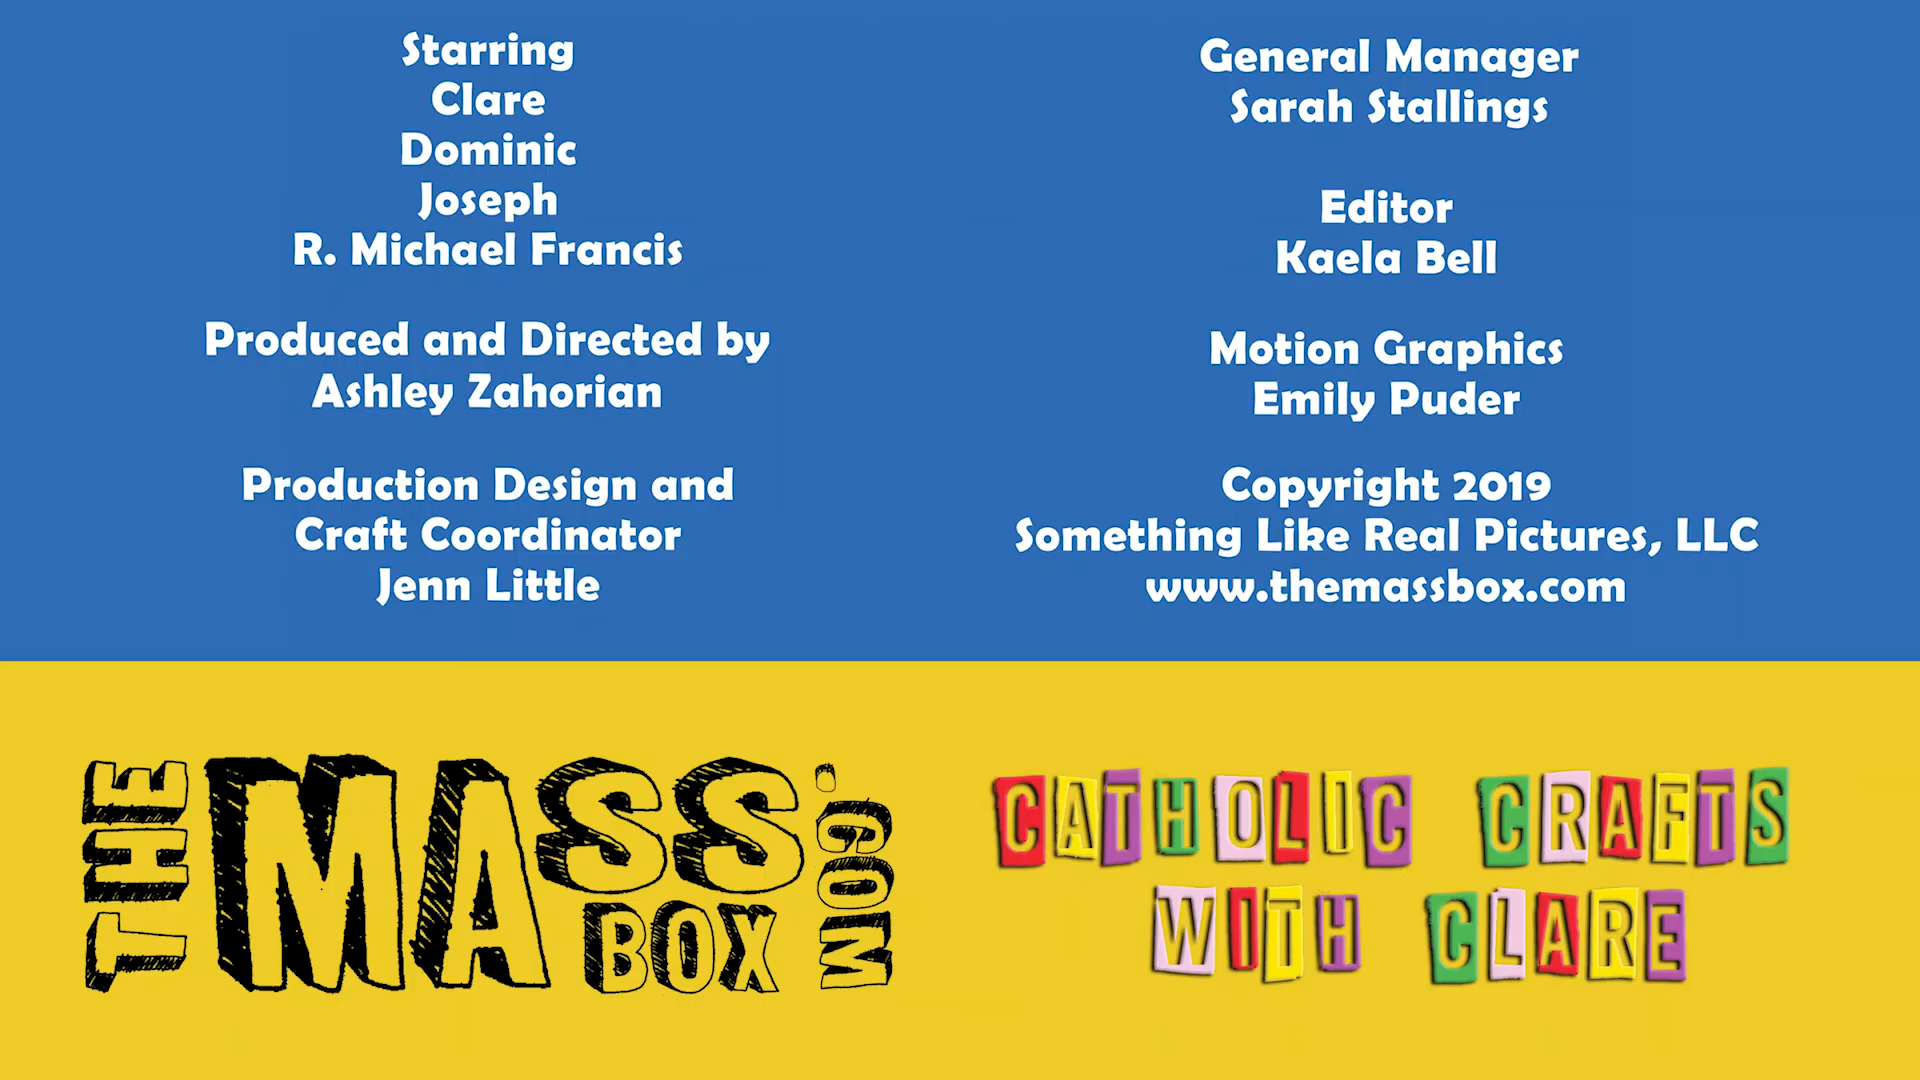 Starring
Clare
Dominic
Joseph
R. Michael Francis
Produced and Directed by
Ashley Zahorian
Production Design and
Craft Coordinator
Jenn Little
General Manager
Sarah Stallings
Editor
Kaela Bell
Motion Graphics
Emily Puder
Copyright 2019
Something Like Real Pictures, LLC
www.themassbox.com
THE MASS BOX .COM
CATHOLIC CRAFTS
WITH CLARE